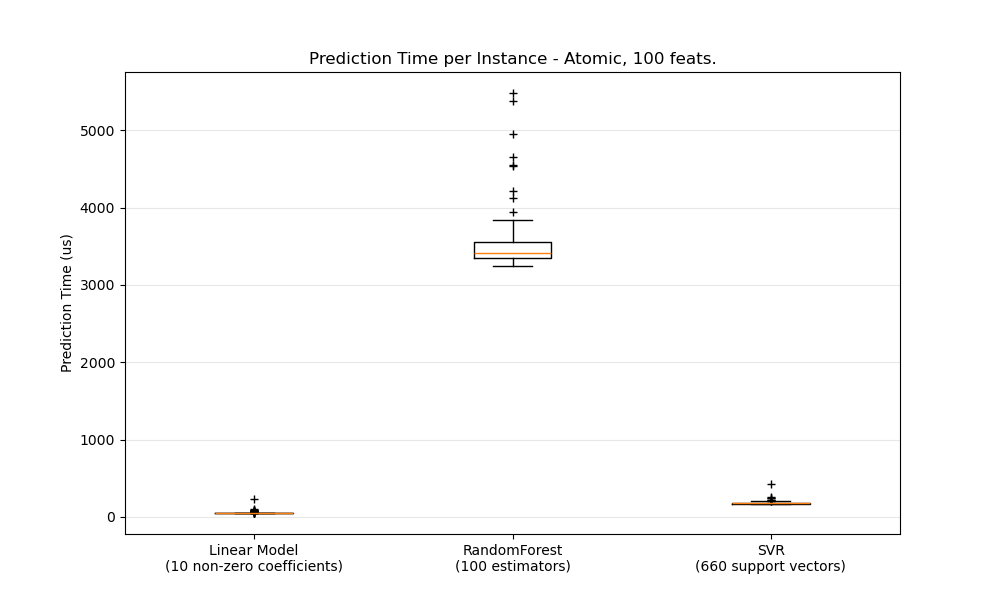 Prediction Time per Instance - Atomic, 100 feats.
Prediction Time (us)
5000
4000
3000
2000
1000
0
Linear Model
(10 non-zero coefficients)
RandomForest
(100 estimators)
SVR
(660 support vectors)